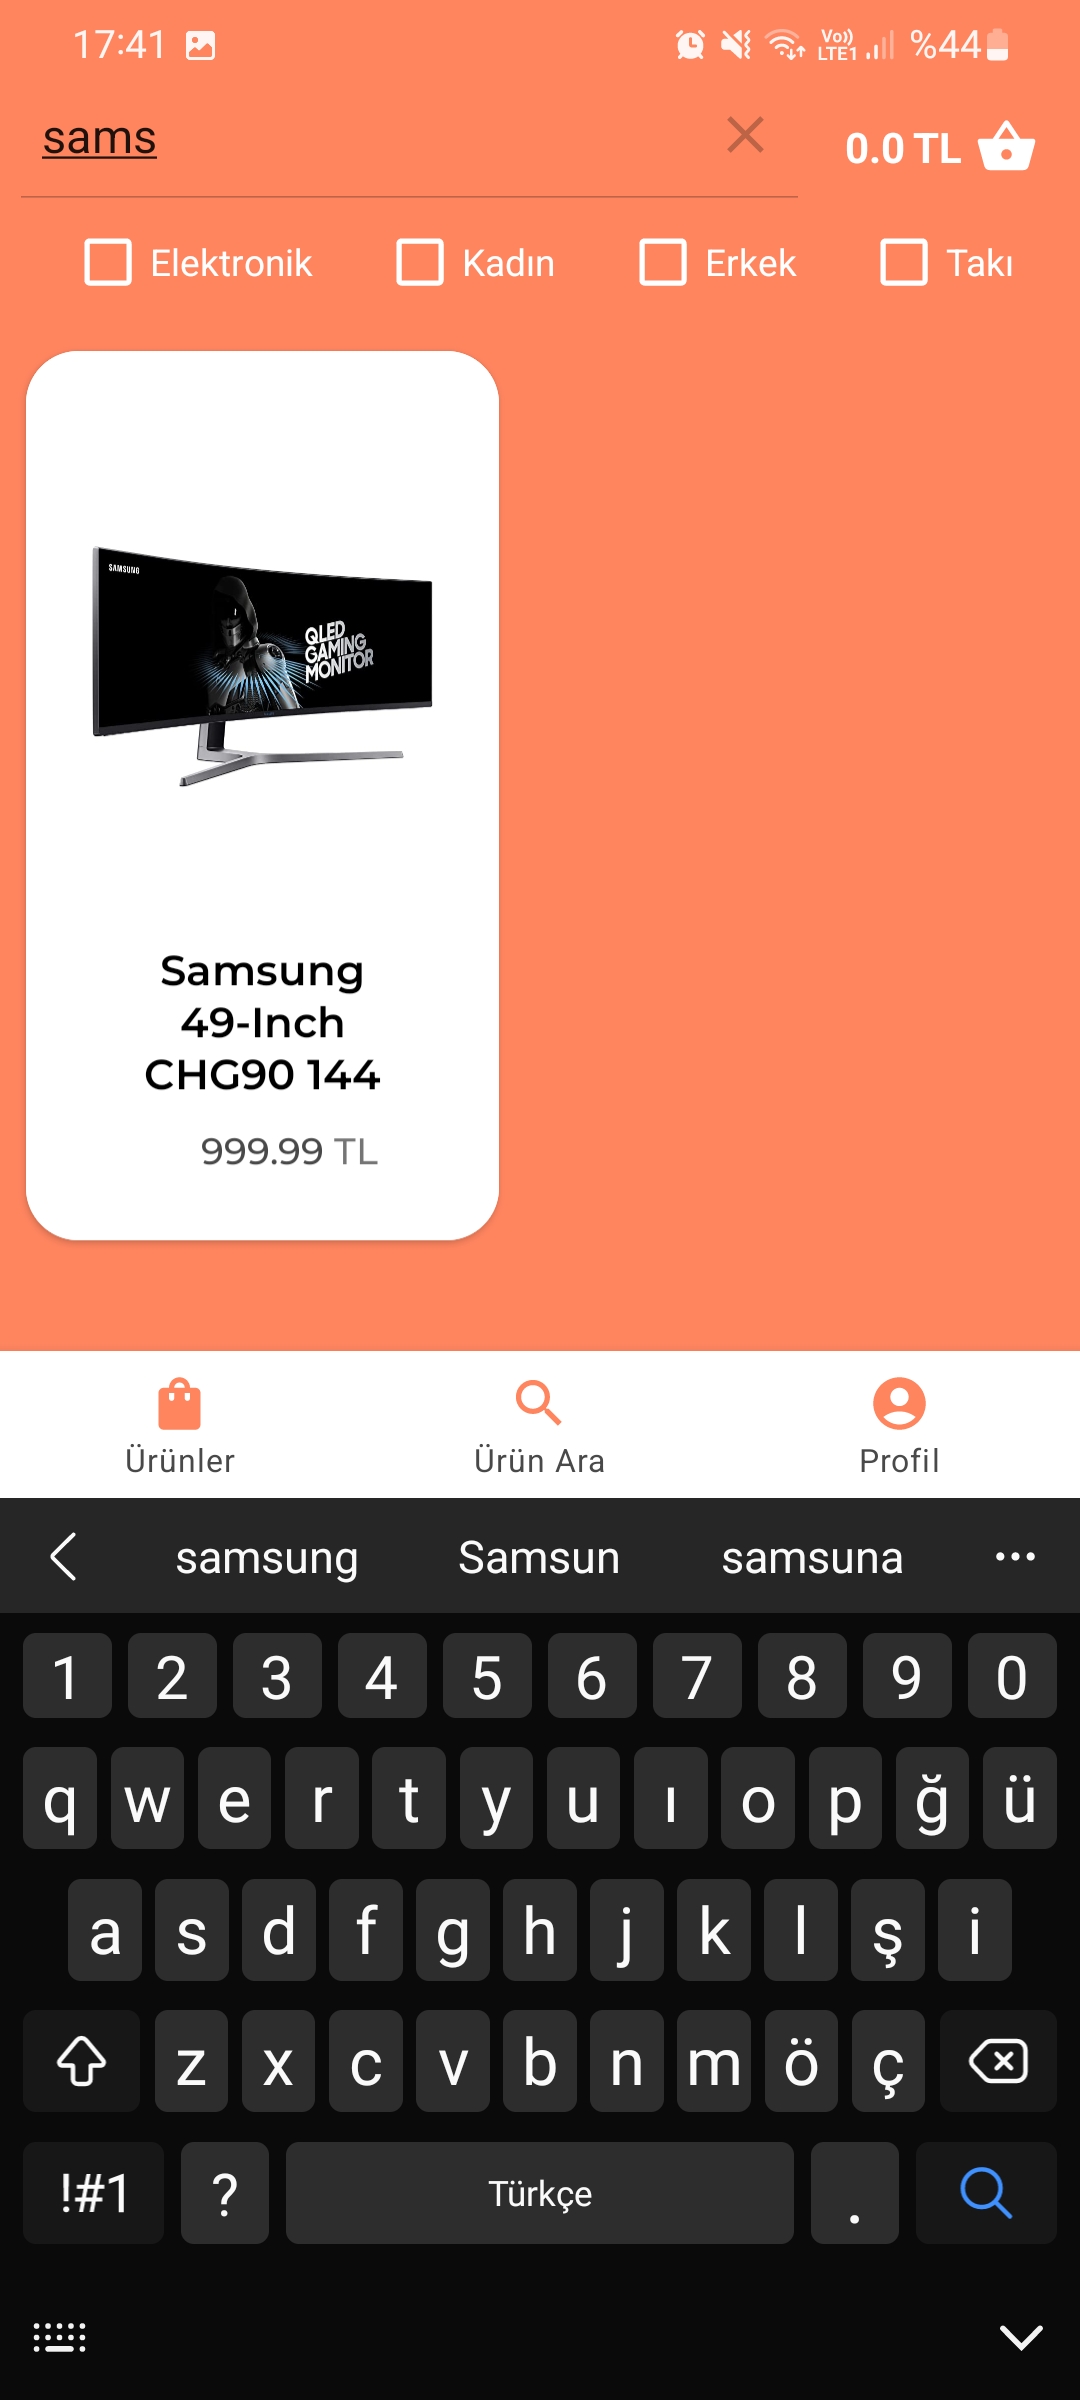 17:41 Vo)) LTE1 %44
sams
0.0 TL
Elektronik Kadın Erkek Takı
SAMSUNG
QLED
GAMING
MONITOR
Samsung
49-Inch
CHG90 144
999.99 TL
Ürünler Ürün Ara Profil
samsung Samsun samsuna
1 2 3 4 5 6 7 8 9 0
q w e r t y u ı o p ğ ü
a s d f g h j k l ş i
z x c v b n m ö ç
!#1 ? Türkçe .